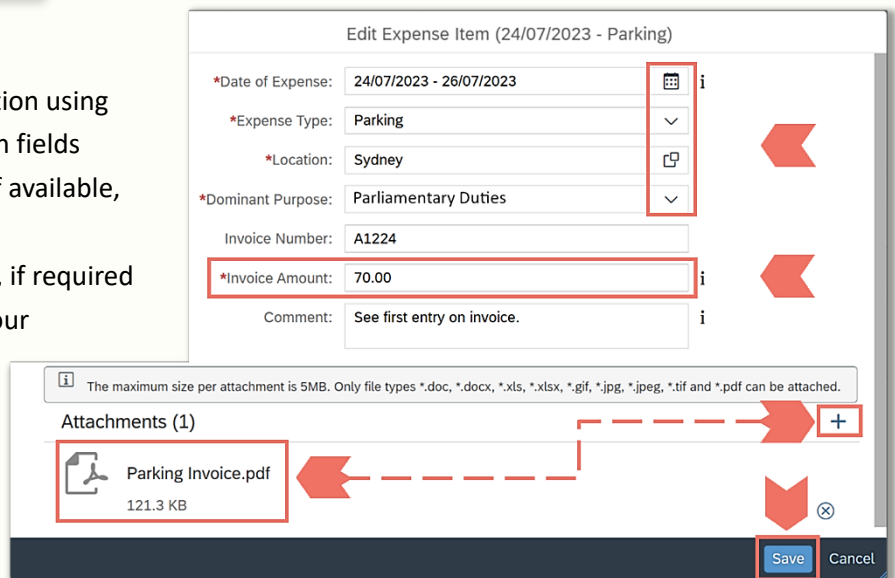 Edit Expense Item (24/07/2023 - Parking)
*Date of Expense: 24/07/2023 - 26/07/2023 i
*Expense Type: Parking
*Location: Sydney
*Dominant Purpose: Parliamentary Duties
Invoice Number: A1224
*Invoice Amount: 70.00 i
Comment: See first entry on invoice. i
tion using
n fields
f available,
, if required
our
i The maximum size per attachment is 5MB. Only file types *.doc, *.docx, *.xls, *.xlsx, *.gif, *.jpg, *.jpeg, *.tif and *.pdf can be attached.
Attachments (1) +
Parking Invoice.pdf
121.3 KB
Save Cancel